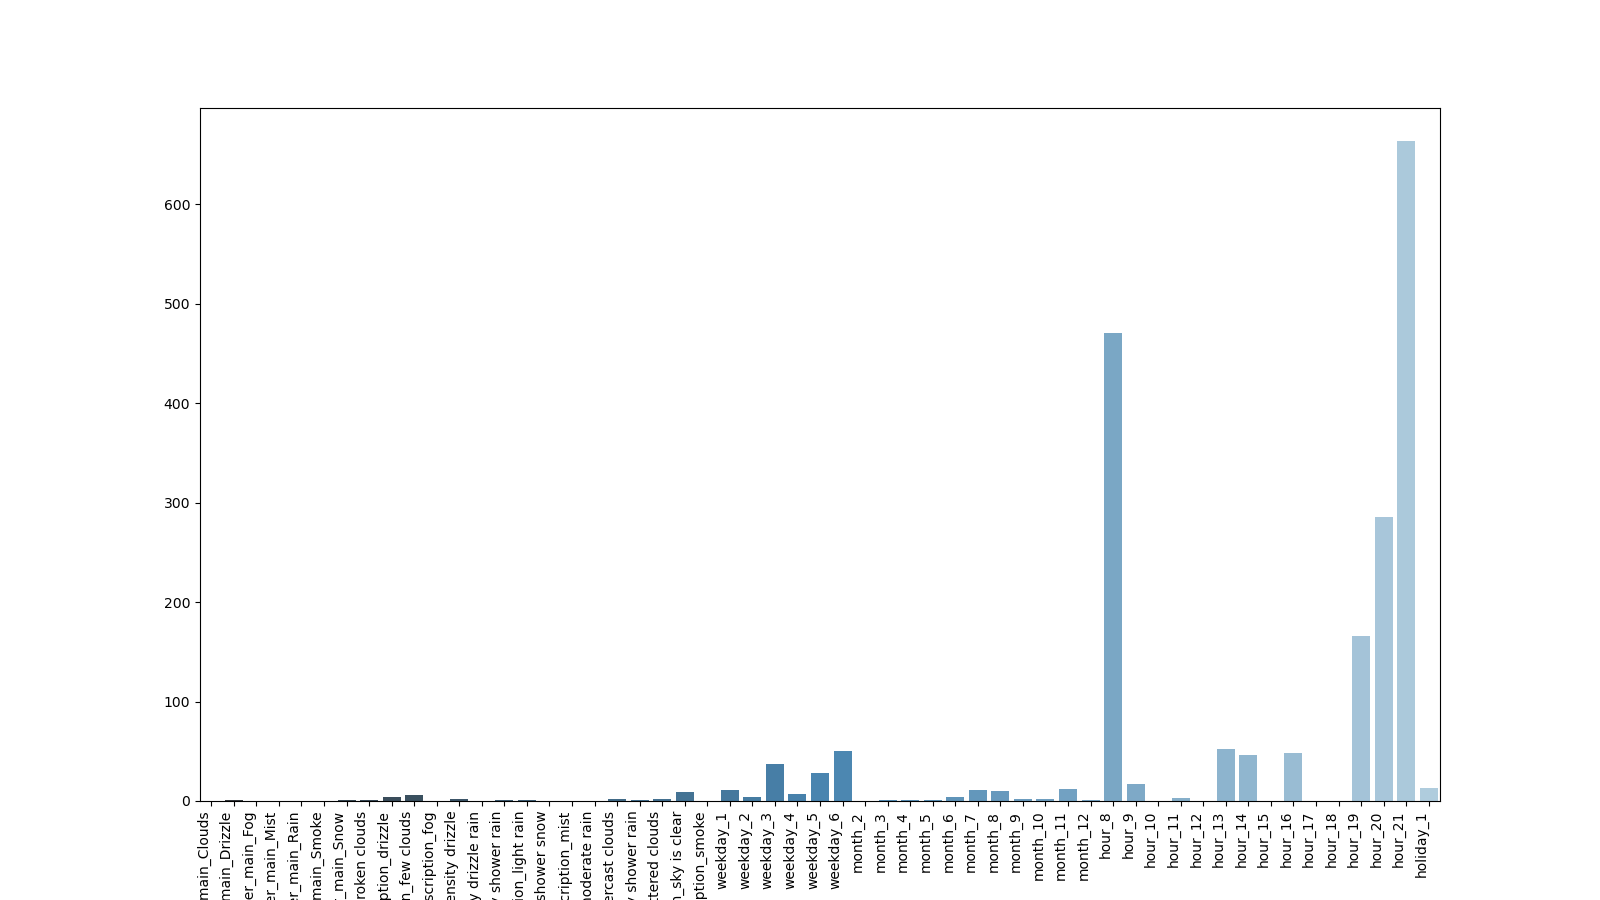 600
500
400
300
200
100
0
main_Clouds
main_Drizzle
er_main_Fog
er_main_Mist
er_main_Rain
main_Smoke
_main_Snow
roken clouds
ption_drizzle
n_few clouds
scription_fog
ensity drizzle
y drizzle rain
shower rain
ion_light rain
shower snow
cription_mist
moderate rain
ercast clouds
shower rain
ttered clouds
n_sky is clear
ption_smoke
weekday_1
weekday_2
weekday_3
weekday_4
weekday_5
weekday_6
month_2
month_3
month_4
month_5
month_6
month_7
month_8
month_9
month_10
month_11
month_12
hour_8
hour_9
hour_10
hour_11
hour_12
hour_13
hour_14
hour_15
hour_16
hour_17
hour_18
hour_19
hour_20
hour_21
holiday_1